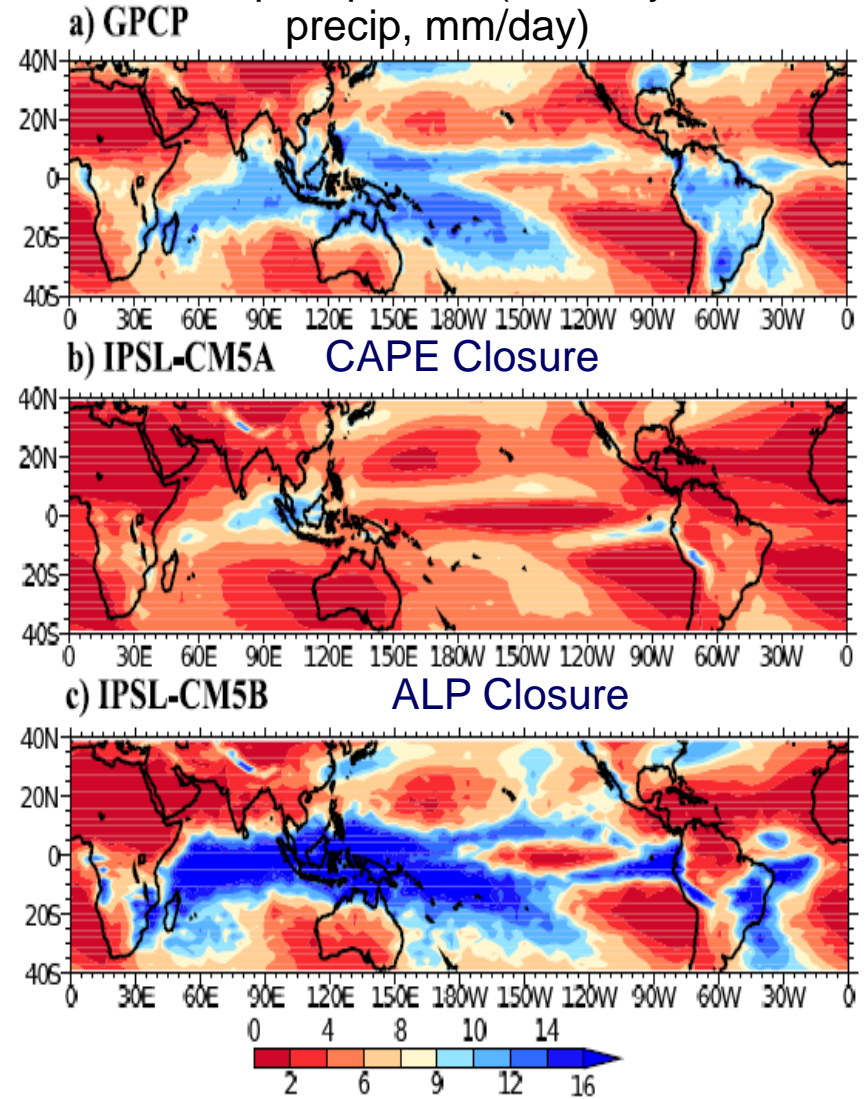 a) GPCP
precip, mm/day)
40N
20N
0
20S
40S
0 30E 60E 90E 120E 150E 180W 150W 120W 90W 60W 30W 0
b) IPSL-CM5A CAPE Closure
40N
20N
0
20S
40S
0 30E 60E 90E 120E 150E 180W 150W 120W 90W 60W 30W 0
c) IPSL-CM5B ALP Closure
40N
20N
0
20S
40S
0 30E 60E 90E 120E 150E 180W 150W 120W 90W 60W 30W 0
0 4 8 10 14
2 6 9 12 16